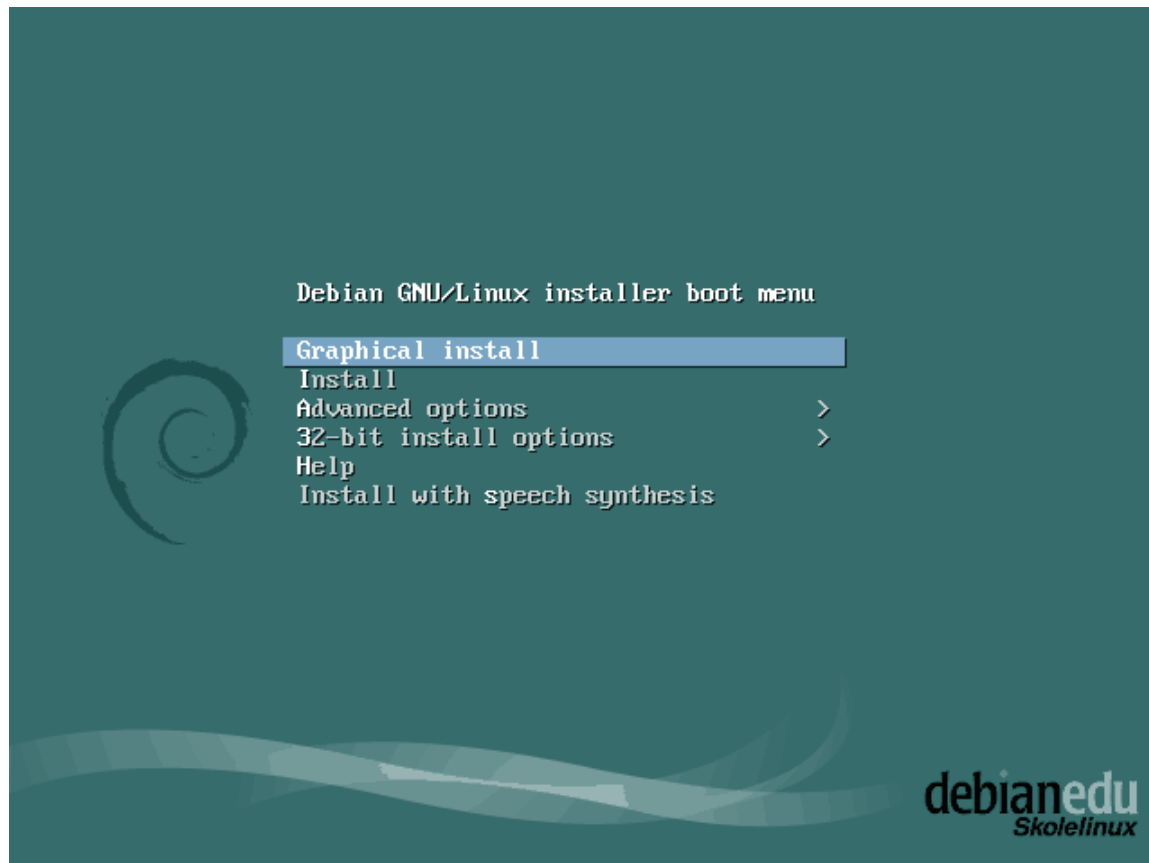 Debian GNU/Linux installer boot menu
Graphical install
Install
Advanced options >
32-bit install options >
Help
Install with speech synthesis
debianedu
Skolelinux